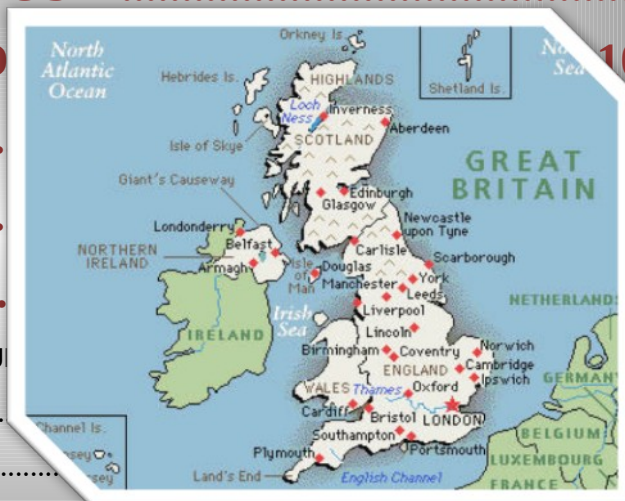 Orkney Is.
North
Atlantic
Ocean
Hebrides Is.
HIGHLANDS
Shetland Is.
Loch
Ness
Inverness
Aberdeen
Isle of Skye
SCOTLAND
Giant's Causeway
GREAT
BRITAIN
Edinburgh
Glasgow
Newcastle
upon Tyne
Londonderry
Belfast
Carlisle
NORTHERN
IRELAND
Armagh
Isle
of
Man
Douglas
Scarborough
York
Manchester
Leeds
Liverpool
Irish
Sea
IRELAND
Lincoln
Birmingham
Coventry
Norwich
Cambridge
Ipswich
ENGLAND
WALES
Thames
Oxford
Cardiff
Bristol
LONDON
Southampton
Portsmouth
Plymouth
Land's End
English Channel
Channel Is.
NETHERLAND
GERMAN
BELGIUM
LUXEMBOURG
FRANCE